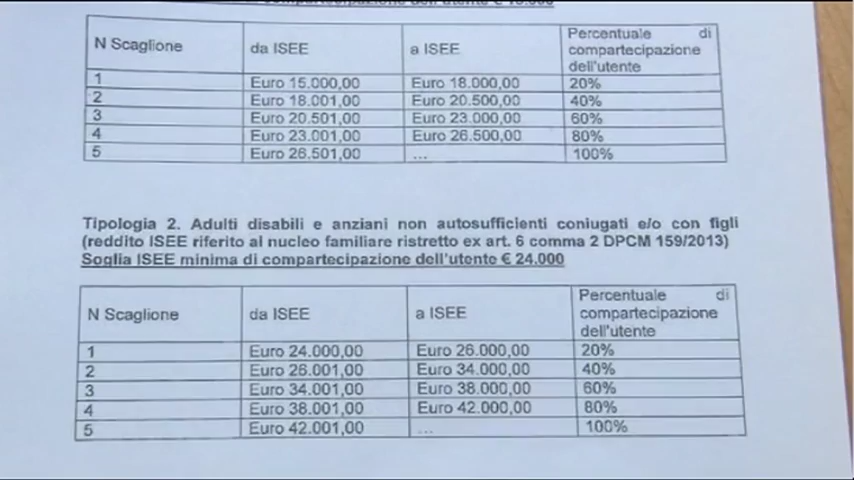 compartecipazione dell'utente €
N Scaglione da ISEE a ISEE Percentuale di compartecipazione dell'utente
1 Euro 15.000,00 Euro 18.000,00 20%
2 Euro 18.001,00 Euro 20.500,00 40%
3 Euro 20.501,00 Euro 23.000,00 60%
4 Euro 23.001,00 Euro 26.500,00 80%
5 Euro 26.501,00 ... 100%
Tipologia 2. Adulti disabili e anziani non autosufficienti coniugati e/o con figli
(reddito ISEE riferito al nucleo familiare ristretto ex art. 6 comma 2 DPCM 159/2013)
Soglia ISEE minima di compartecipazione dell'utente € 24.000
N Scaglione da ISEE a ISEE Percentuale di compartecipazione dell'utente
1 Euro 24.000,00 Euro 26.000,00 20%
2 Euro 26.001,00 Euro 34.000,00 40%
3 Euro 34.001,00 Euro 38.000,00 60%
4 Euro 38.001,00 Euro 42.000,00 80%
5 Euro 42.001,00 ... 100%